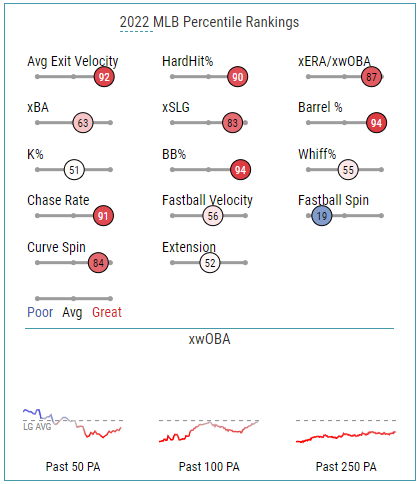 2022 MLB Percentile Rankings
Avg Exit Velocity HardHit% xERA/xwOBA
92 90 87
xBA xSLG Barrel %
63 83 94
K% BB% Whiff%
51 94 55
Chase Rate Fastball Velocity Fastball Spin
91 56 19
Curve Spin Extension
84 52
Poor Avg Great
xwOBA
LG AVG
Past 50 PA Past 100 PA Past 250 PA